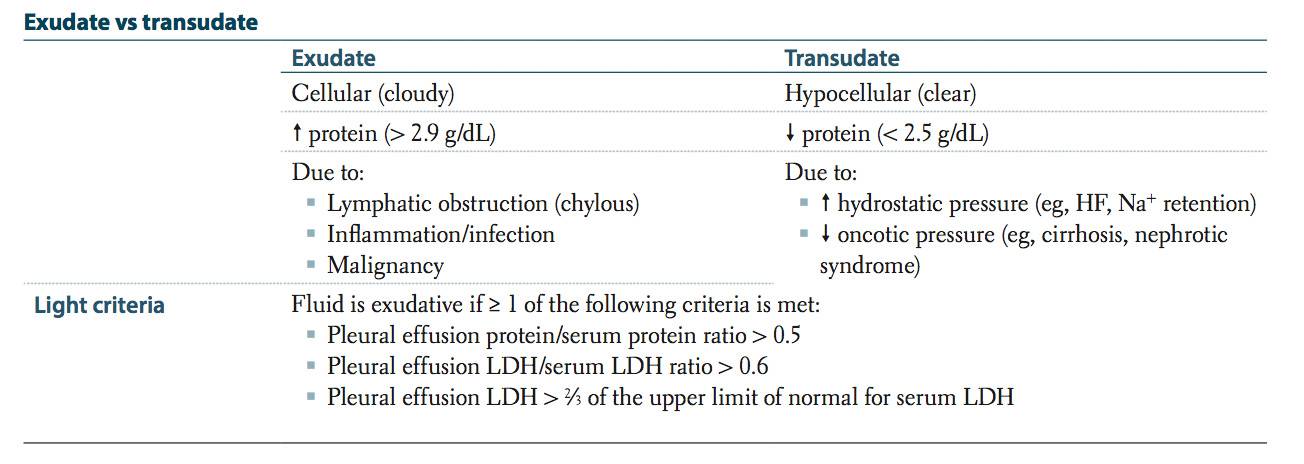 Exudate vs transudate
Exudate Transudate
Cellular (cloudy) Hypocellular (clear)
↑ protein (> 2.9 g/dL) ↓ protein (< 2.5 g/dL)
Due to: Due to:
▪ Lymphatic obstruction (chylous) ▪ ↑ hydrostatic pressure (eg, HF, Na⁺ retention)
▪ Inflammation/infection ▪ ↓ oncotic pressure (eg, cirrhosis, nephrotic
▪ Malignancy syndrome)
Light criteria Fluid is exudative if ≥ 1 of the following criteria is met:
▪ Pleural effusion protein/serum protein ratio > 0.5
▪ Pleural effusion LDH/serum LDH ratio > 0.6
▪ Pleural effusion LDH > ⅔ of the upper limit of normal for serum LDH